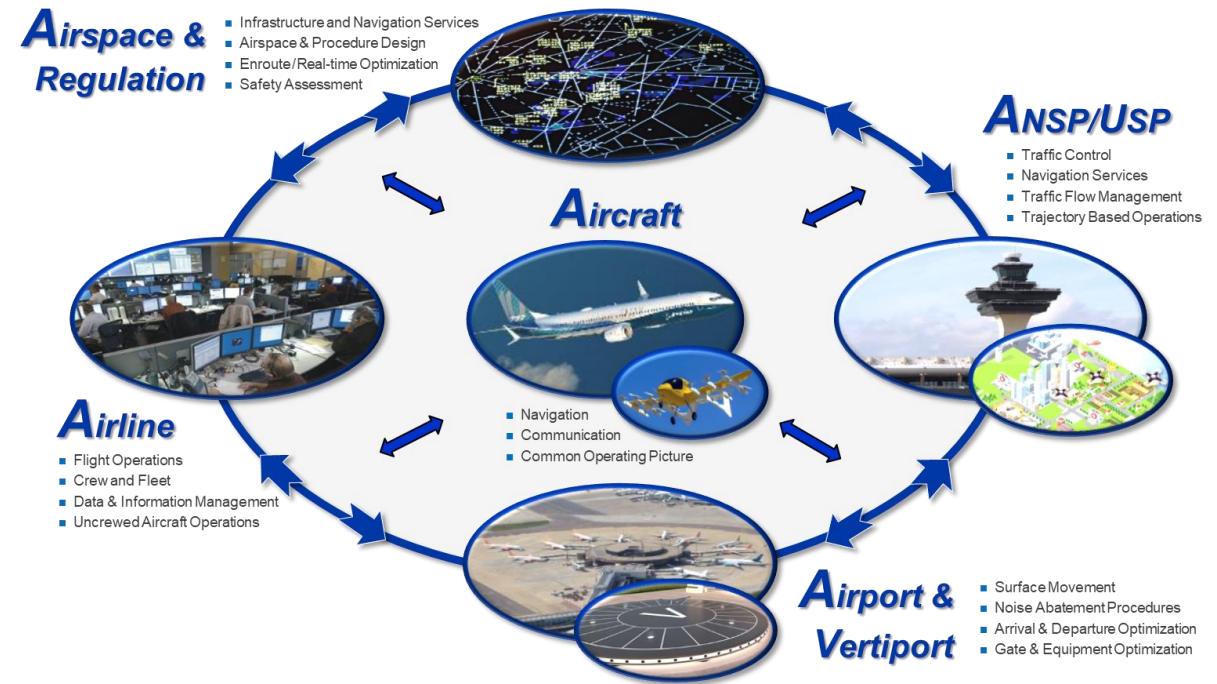 Airspace &
Regulation
Infrastructure and Navigation Services
Airspace & Procedure Design
Enroute/Real-time Optimization
Safety Assessment
ANSP/USP
Traffic Control
Navigation Services
Traffic Flow Management
Trajectory Based Operations
Aircraft
Navigation
Communication
Common Operating Picture
Airline
Flight Operations
Crew and Fleet
Data & Information Management
Uncrewed Aircraft Operations
Airport &
Vertiport
Surface Movement
Noise Abatement Procedures
Arrival & Departure Optimization
Gate & Equipment Optimization
V